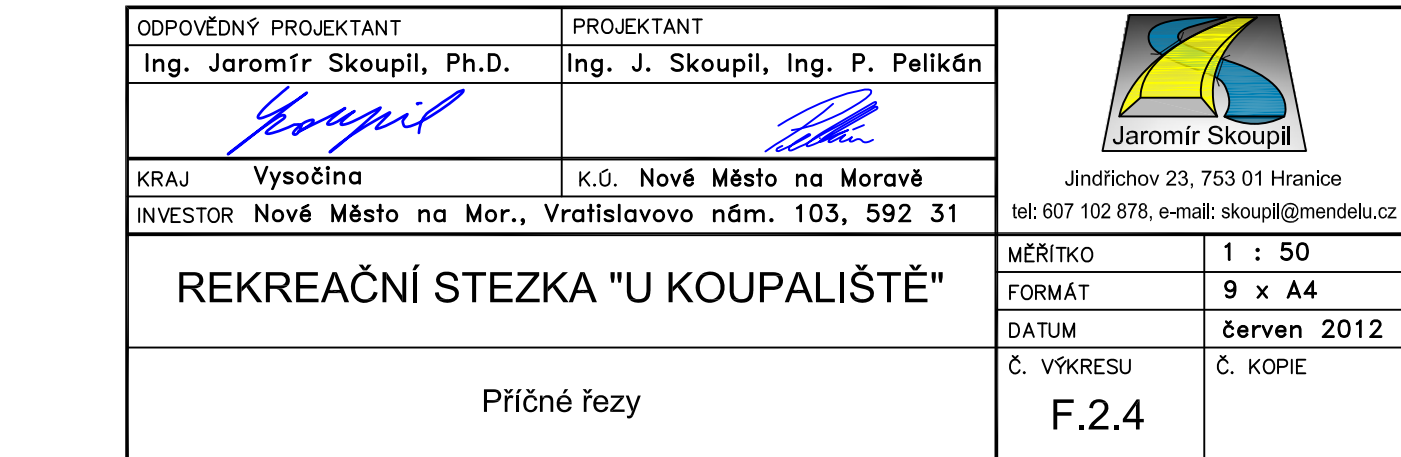 ODPOVĚDNÝ PROJEKTANT
Ing. Jaromír Skoupil, Ph.D.
Skoupil
PROJEKTANT
Ing. J. Skoupil, Ing. P. Pelikán
Pelikán
KRAJ Vysočina
K.Ú. Nové Město na Moravě
INVESTOR Nové Město na Mor., Vratislavovo nám. 103, 592 31
Jaromír Skoupil
Jindřichov 23, 753 01 Hranice
tel: 607 102 878, e-mail: skoupil@mendelu.cz
REKREAČNÍ STEZKA "U KOUPALIŠTĚ"
MĚŘÍTKO 1 : 50
FORMÁT 9 x A4
DATUM červen 2012
Příčné řezy
Č. VÝKRESU
F.2.4
Č. KOPIE